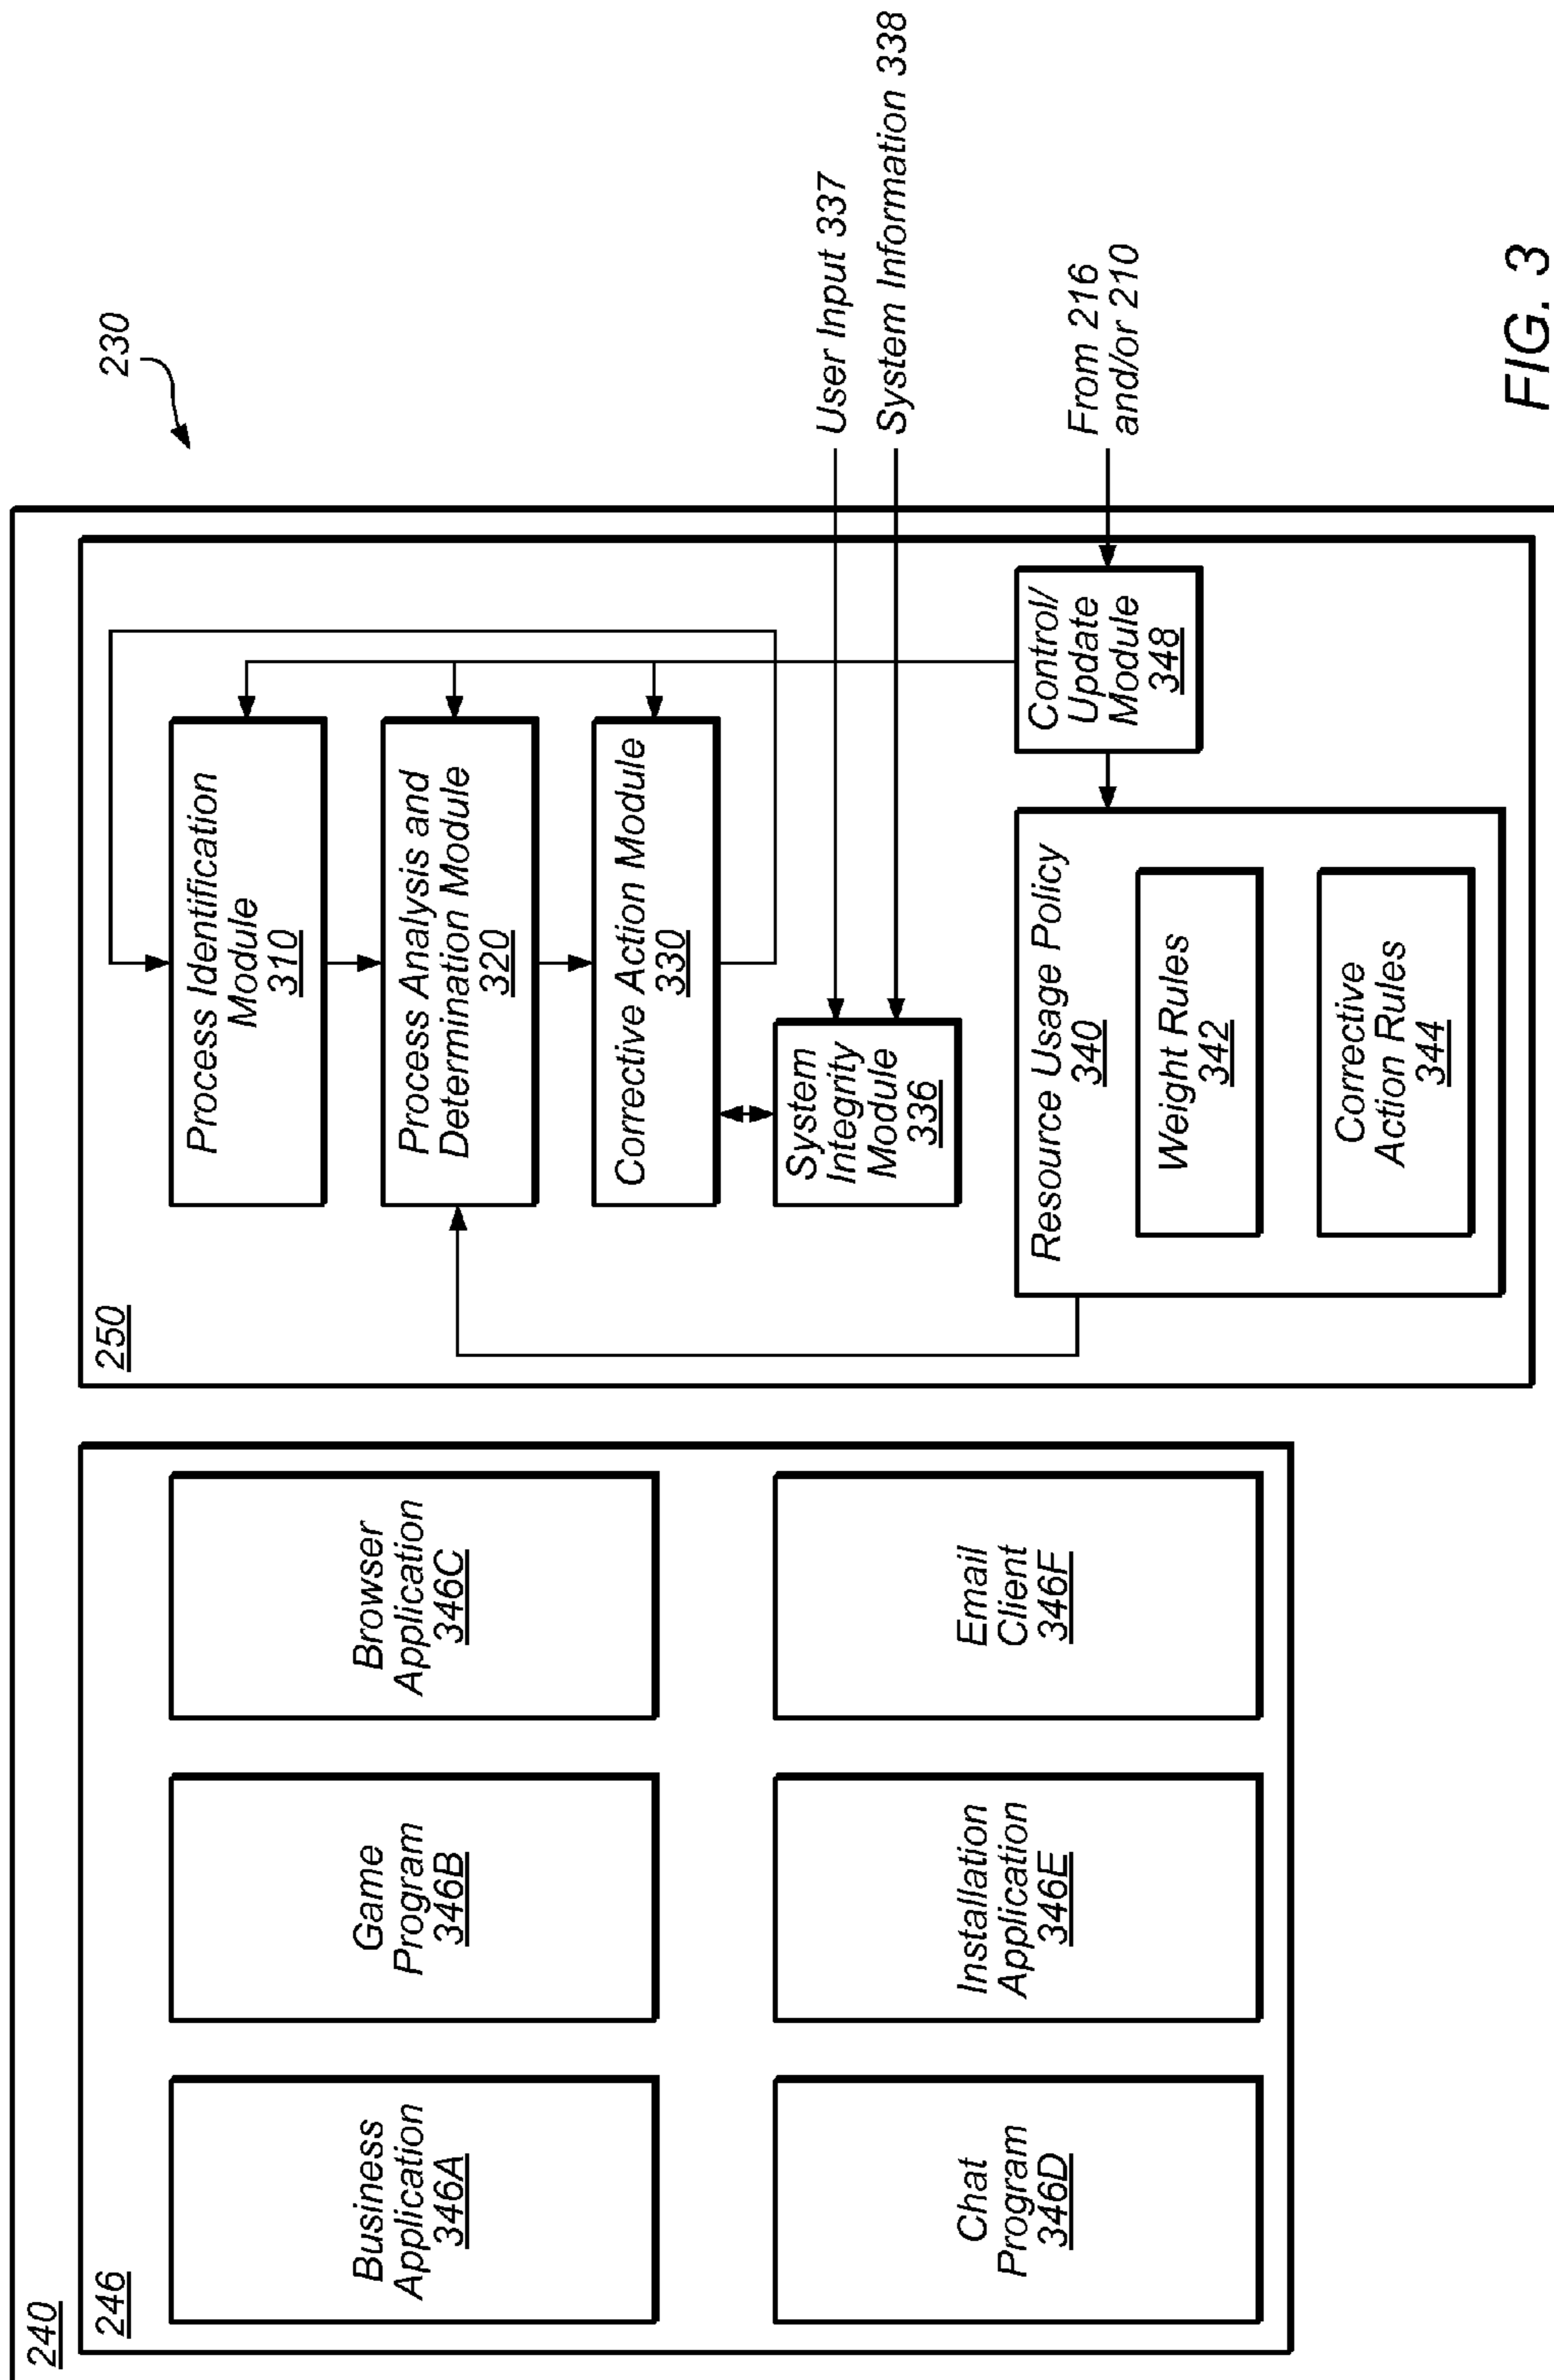 230
240
246
Business
Application
346A
Game
Program
346B
Browser
Application
346C
Chat
Program
346D
Installation
Application
346E
Email
Client
346F
250
Process Identification
Module
310
Process Analysis and
Determination Module
320
Corrective Action Module
330
System
Integrity
Module
336
User Input 337
System Information 338
Resource Usage Policy
340
Weight Rules
342
Corrective
Action Rules
344
Control/
Update
Module
348
From 216
and/or 210
FIG. 3